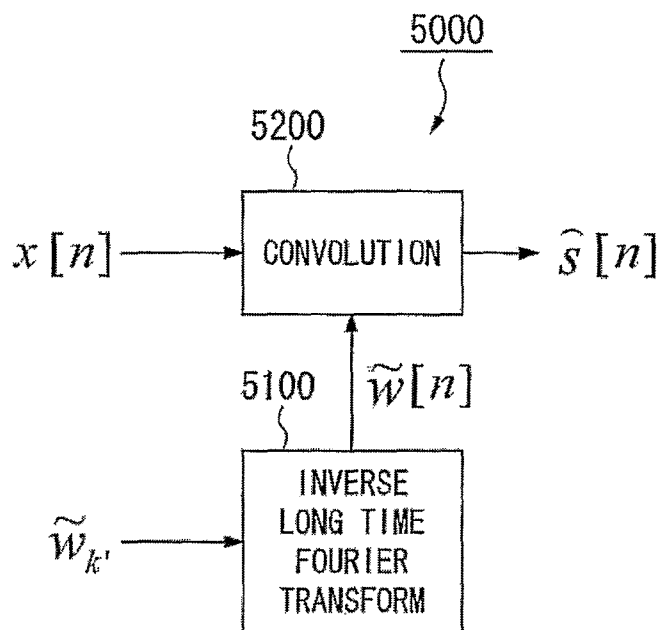 5000
5200
x[n]
CONVOLUTION
ŝ[n]
w̃[n]
5100
w̃ₖ'
INVERSE
LONG TIME
FOURIER
TRANSFORM